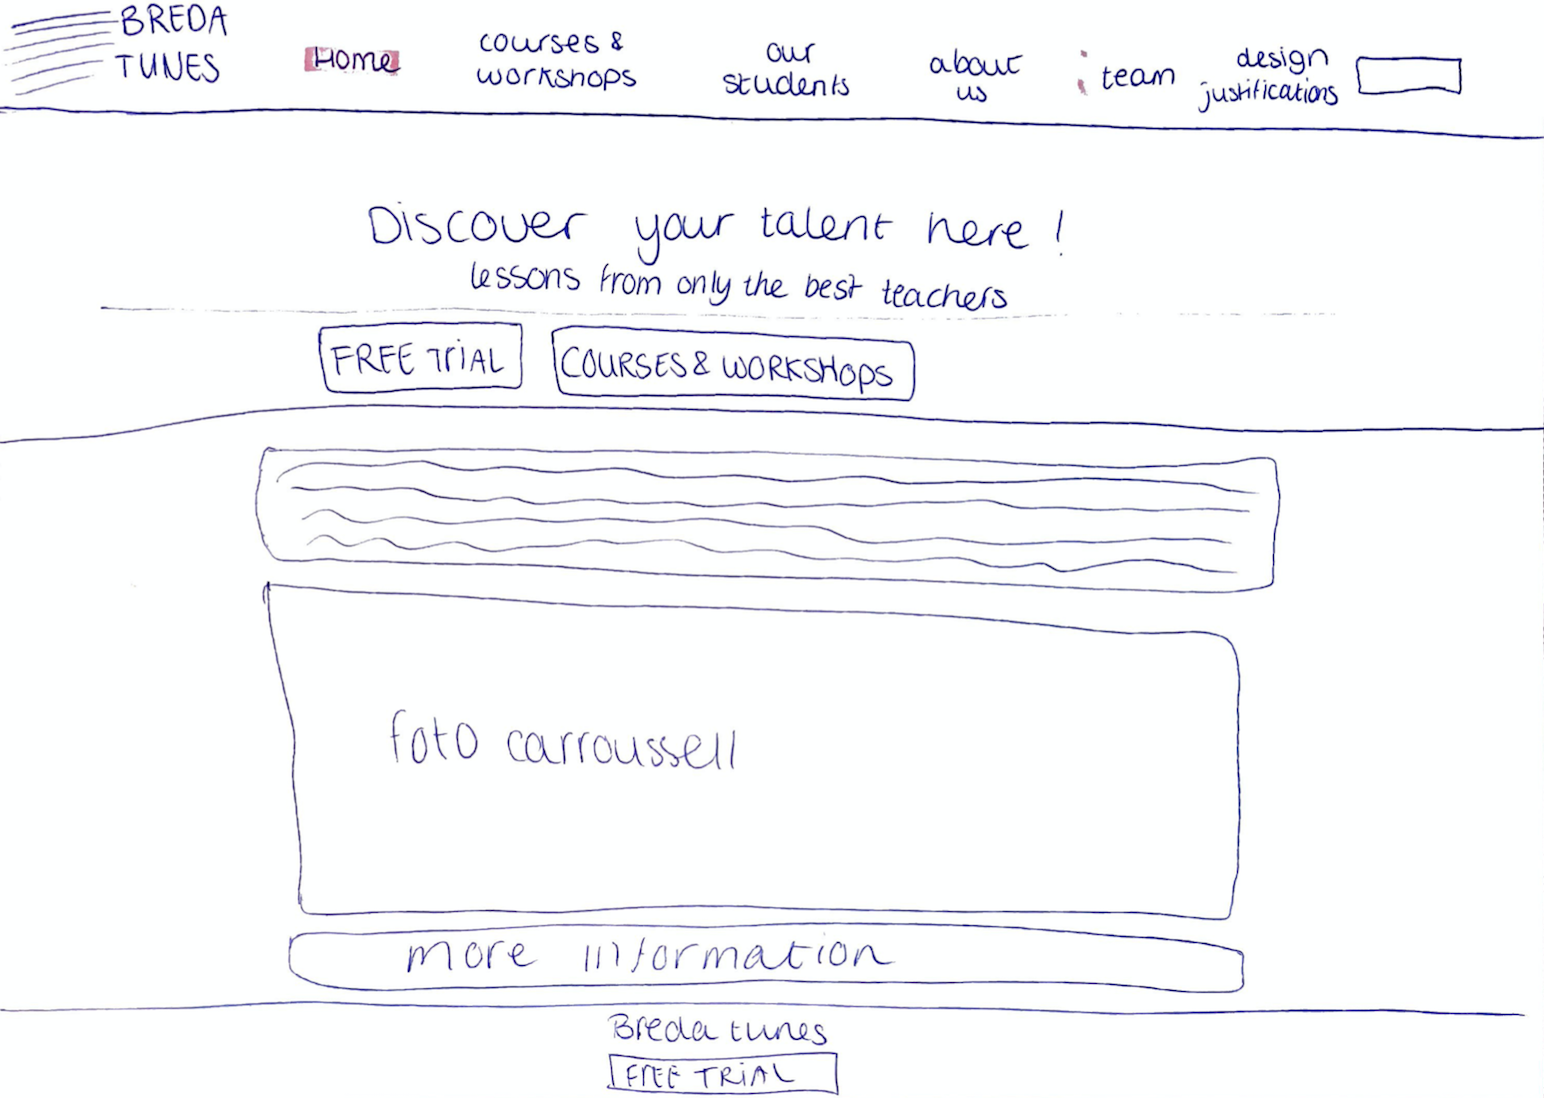 BREDA
TUNES
Home
courses &
workshops
our
students
about
us
team
design
justifications
Discover your talent here!
lessons from only the best teachers
FREE TRIAL
COURSES & WORKSHOPS
foto carroussell
more information
Breda tunes
FREE TRIAL